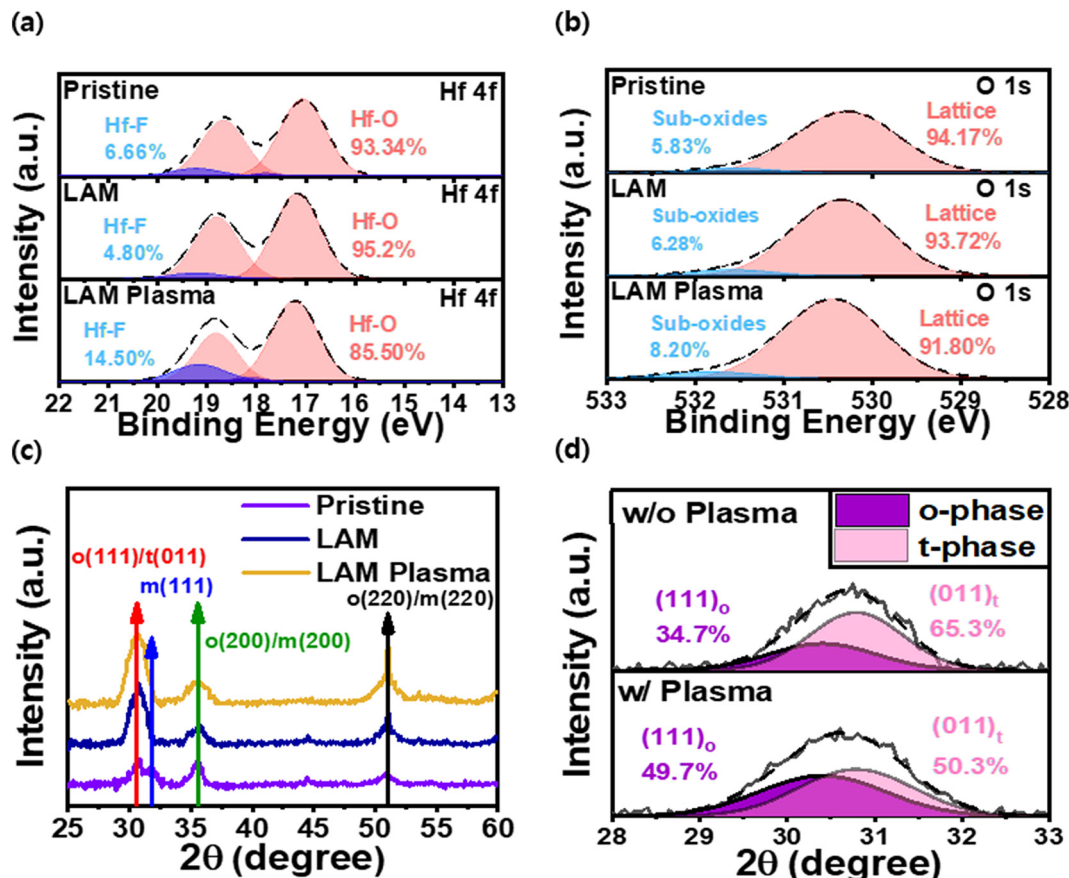 (a)
Pristine
Hf 4f
Hf-F
6.66%
Hf-O
93.34%
LAM
Hf 4f
Hf-F
4.80%
Hf-O
95.2%
LAM Plasma
Hf 4f
Hf-F
14.50%
Hf-O
85.50%
Intensity (a.u.)
22 21 20 19 18 17 16 15 14 13
Binding Energy (eV)
(b)
Pristine
O 1s
Sub-oxides
5.83%
Lattice
94.17%
LAM
O 1s
Sub-oxides
6.28%
Lattice
93.72%
LAM Plasma
O 1s
Sub-oxides
8.20%
Lattice
91.80%
Intensity (a.u.)
533 532 531 530 529 528
Binding Energy (eV)
(c)
Pristine
LAM
LAM Plasma
o(111)/t(011)
m(111)
o(200)/m(200)
o(220)/m(220)
Intensity (a.u.)
25 30 35 40 45 50 55 60
2θ (degree)
(d)
w/o Plasma
o-phase
t-phase
(111)o
34.7%
(011)t
65.3%
w/ Plasma
(111)o
49.7%
(011)t
50.3%
Intensity (a.u.)
28 29 30 31 32 33
2θ (degree)